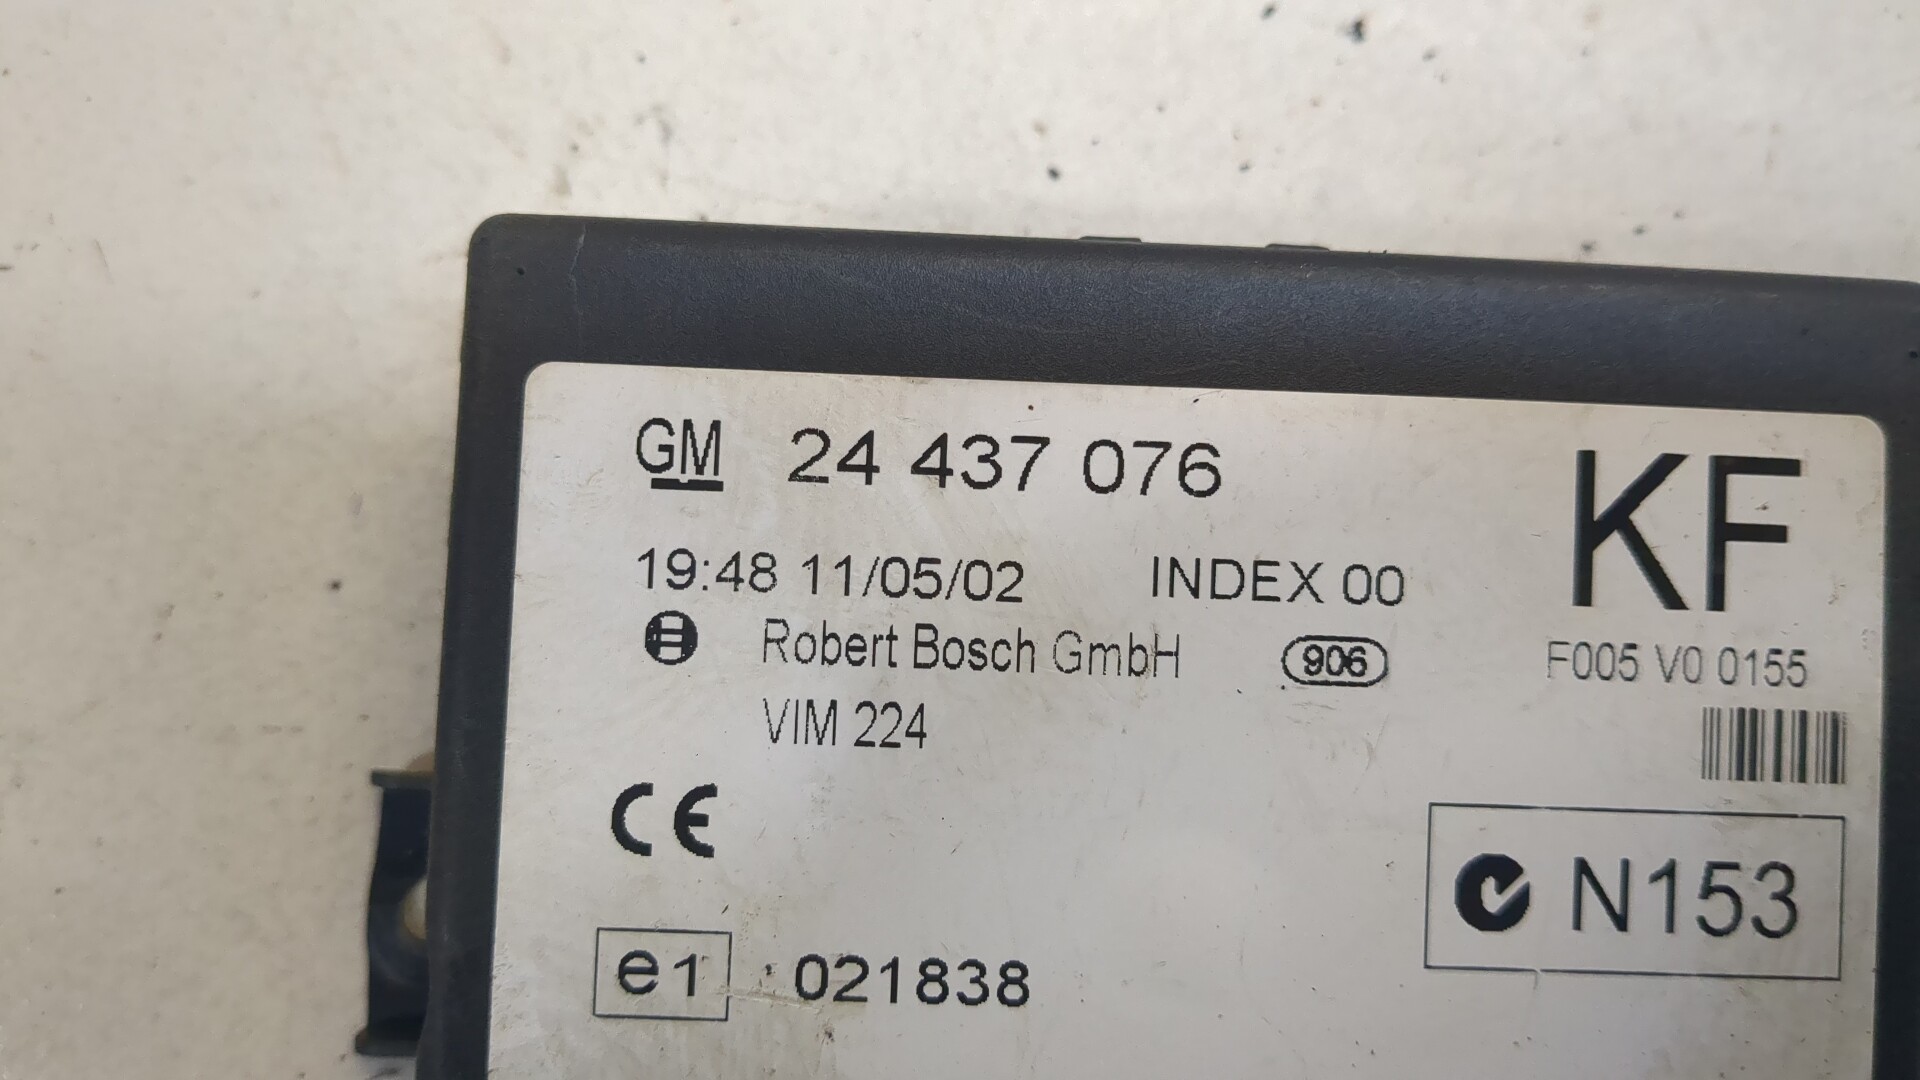 GM 24 437 076 KF
19:48 11/05/02 INDEX 00
Robert Bosch GmbH 906 F005 V0 0155
VIM 224
CE
N153
e1 021838